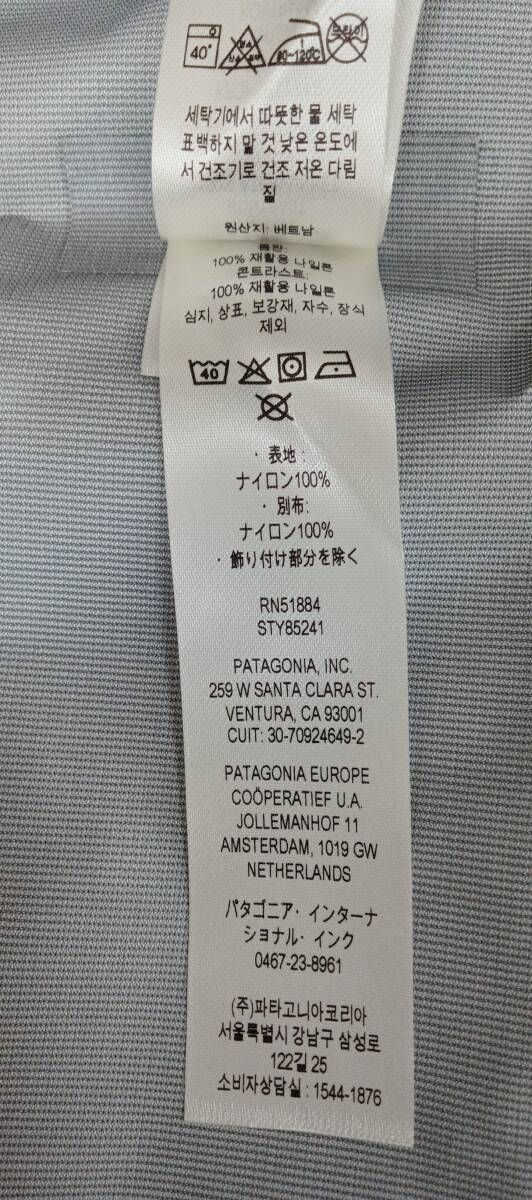 40°
80~120℃
드라이
세탁기에서 따뜻한 물 세탁
표백하지 말 것 낮은 온도에
서 건조기로 건조 저온 다림
질
원산지: 베트남
몸판:
100% 재활용 나일론
콘트라스트:
100% 재활용 나일론
심지, 상표, 보강재, 자수, 장식
제외
40
・表地:
ナイロン100%
・別布:
ナイロン100%
・飾り付け部分を除く
RN51884
STY85241
PATAGONIA, INC.
259 W SANTA CLARA ST.
VENTURA, CA 93001
CUIT: 30-70924649-2
PATAGONIA EUROPE
COÖPERATIEF U.A.
JOLLEMANHOF 11
AMSTERDAM, 1019 GW
NETHERLANDS
パタゴニア・インターナ
ショナル・インク
0467-23-8961
(주)파타고니아코리아
서울특별시 강남구 삼성로
122길 25
소비자상담실 : 1544-1876